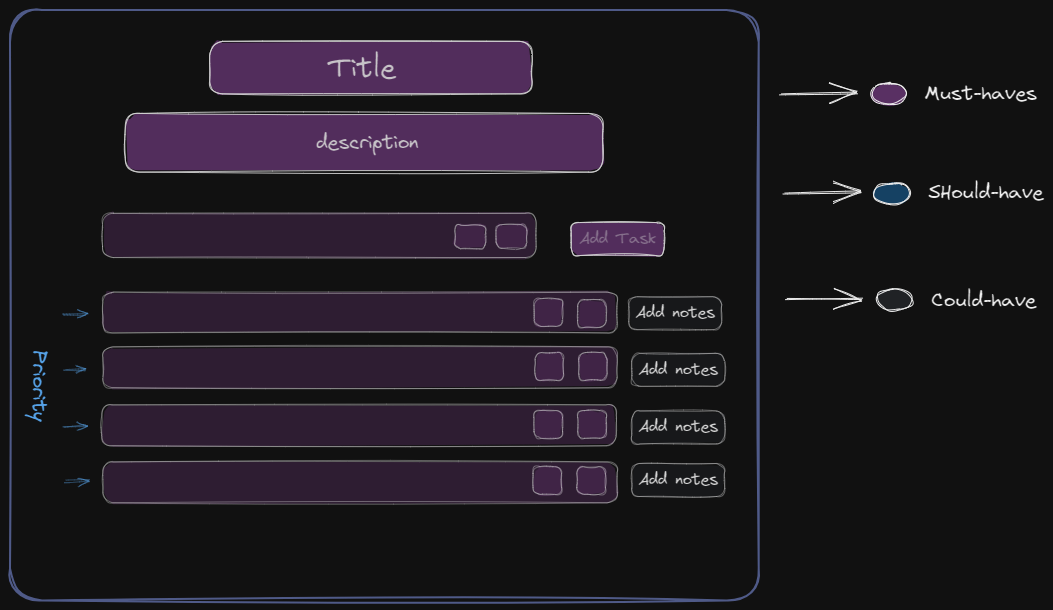 Title
description
Must-haves
SHould-have
Add Task
Could-have
Priority
Add notes
Add notes
Add notes
Add notes